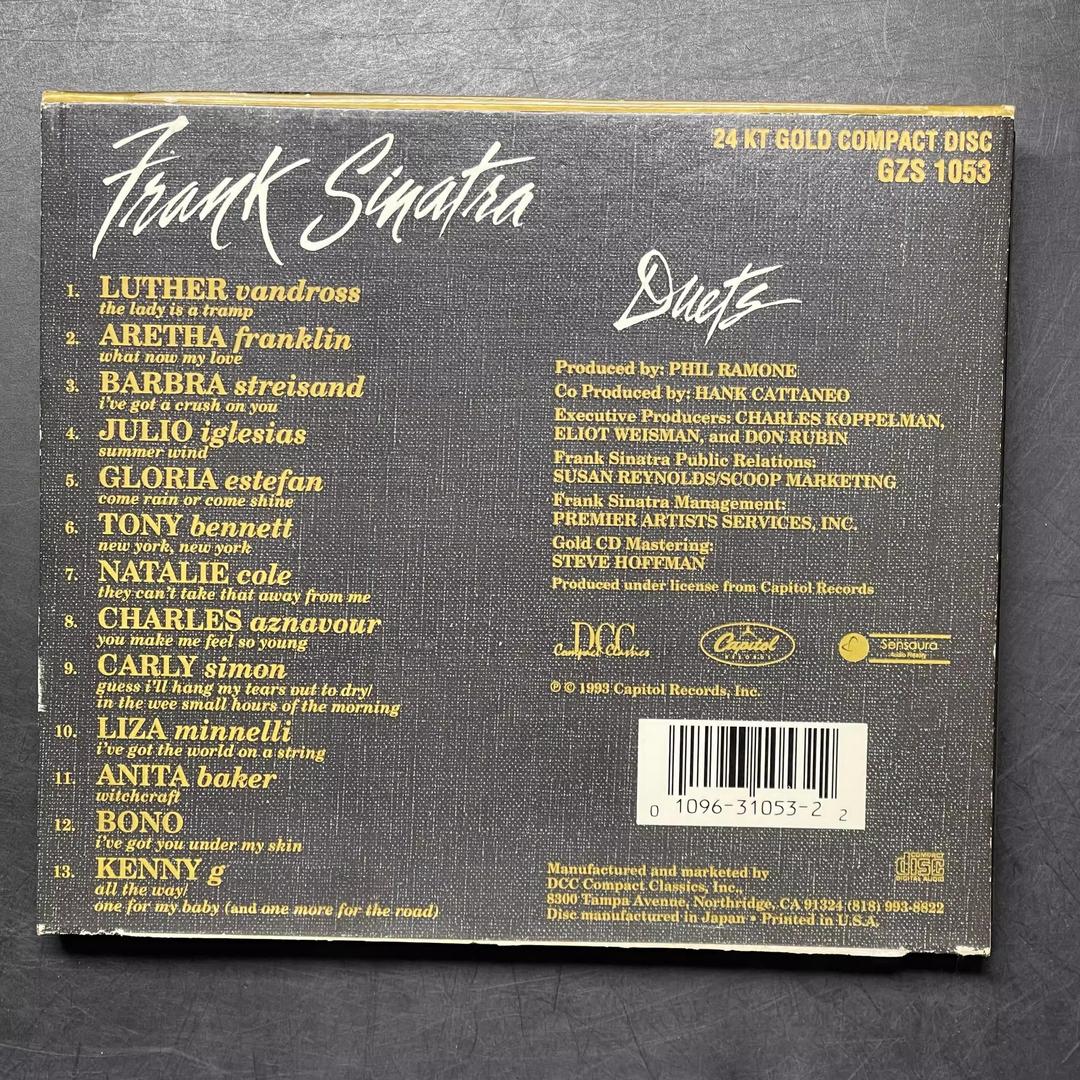 Frank Sinatra
24 KT GOLD COMPACT DISC
GZS 1053
Duets
1. LUTHER vandross
the lady is a tramp
2. ARETHA franklin
what now my love
3. BARBRA streisand
i've got a crush on you
4. JULIO iglesias
summer wind
5. GLORIA estefan
come rain or come shine
6. TONY bennett
new york, new york
7. NATALIE cole
they can't take that away from me
8. CHARLES aznavour
you make me feel so young
9. CARLY simon
guess i'll hang my tears out to dry/
in the wee small hours of the morning
10. LIZA minnelli
i've got the world on a string
11. ANITA baker
witchcraft
12. BONO
i've got you under my skin
13. KENNY g
all the way/
one for my baby (and one more for the road)
Produced by: PHIL RAMONE
Co Produced by: HANK CATTANEO
Executive Producers: CHARLES KOPPELMAN,
ELIOT WEISMAN, and DON RUBIN
Frank Sinatra Public Relations:
SUSAN REYNOLDS/SCOOP MARKETING
Frank Sinatra Management:
PREMIER ARTISTS SERVICES, INC.
Gold CD Mastering:
STEVE HOFFMAN
Produced under license from Capitol Records
DCC
Compact Classics
Capitol
RECORDS
Sensaura
Audio Fidelity
℗ © 1993 Capitol Records, Inc.
0 1096-31053-2 2
Manufactured and marketed by
DCC Compact Classics, Inc.,
8300 Tampa Avenue, Northridge, CA 91324 (818) 993-8822
Disc manufactured in Japan • Printed in U.S.A.
COMPACT
disc
DIGITAL AUDIO